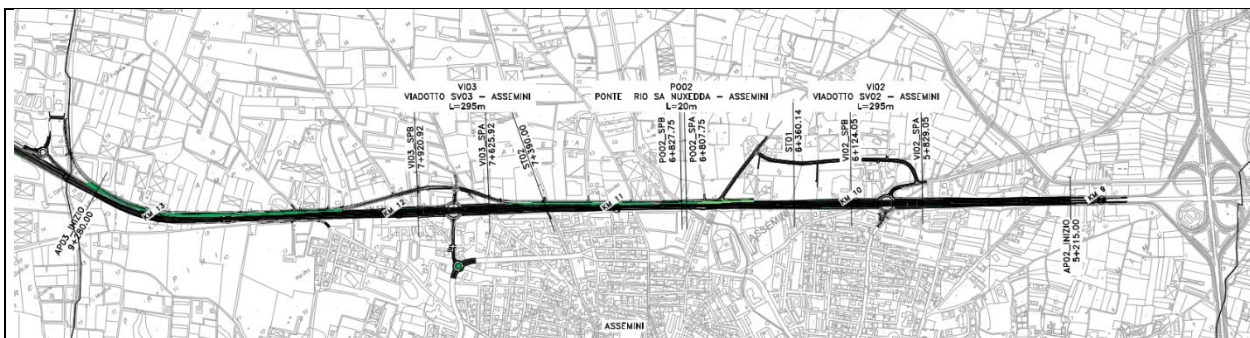 VI03
VIADOTTO SV03 - ASSEMINI
L=295m
PO02
PONTE RIO SA NUXEDDA - ASSEMINI
L=20m
VI02
VIADOTTO SV02 - ASSEMINI
L=295m
AP03_INIZIO
9+780.00
KM 13
VI03_SPB
7+920.92
KM 12
VI03_SPA
7+625.92
ST02
7+360.00
KM 11
PO02_SPB
6+827.75
PO02_SPA
6+807.75
ST01
6+360.14
VI02_SPB
6+124.05
KM 10
VI02_SPA
5+829.05
AP02_INIZIO
5+215.00
KM 9
ASSEMINI
ASSEMINI